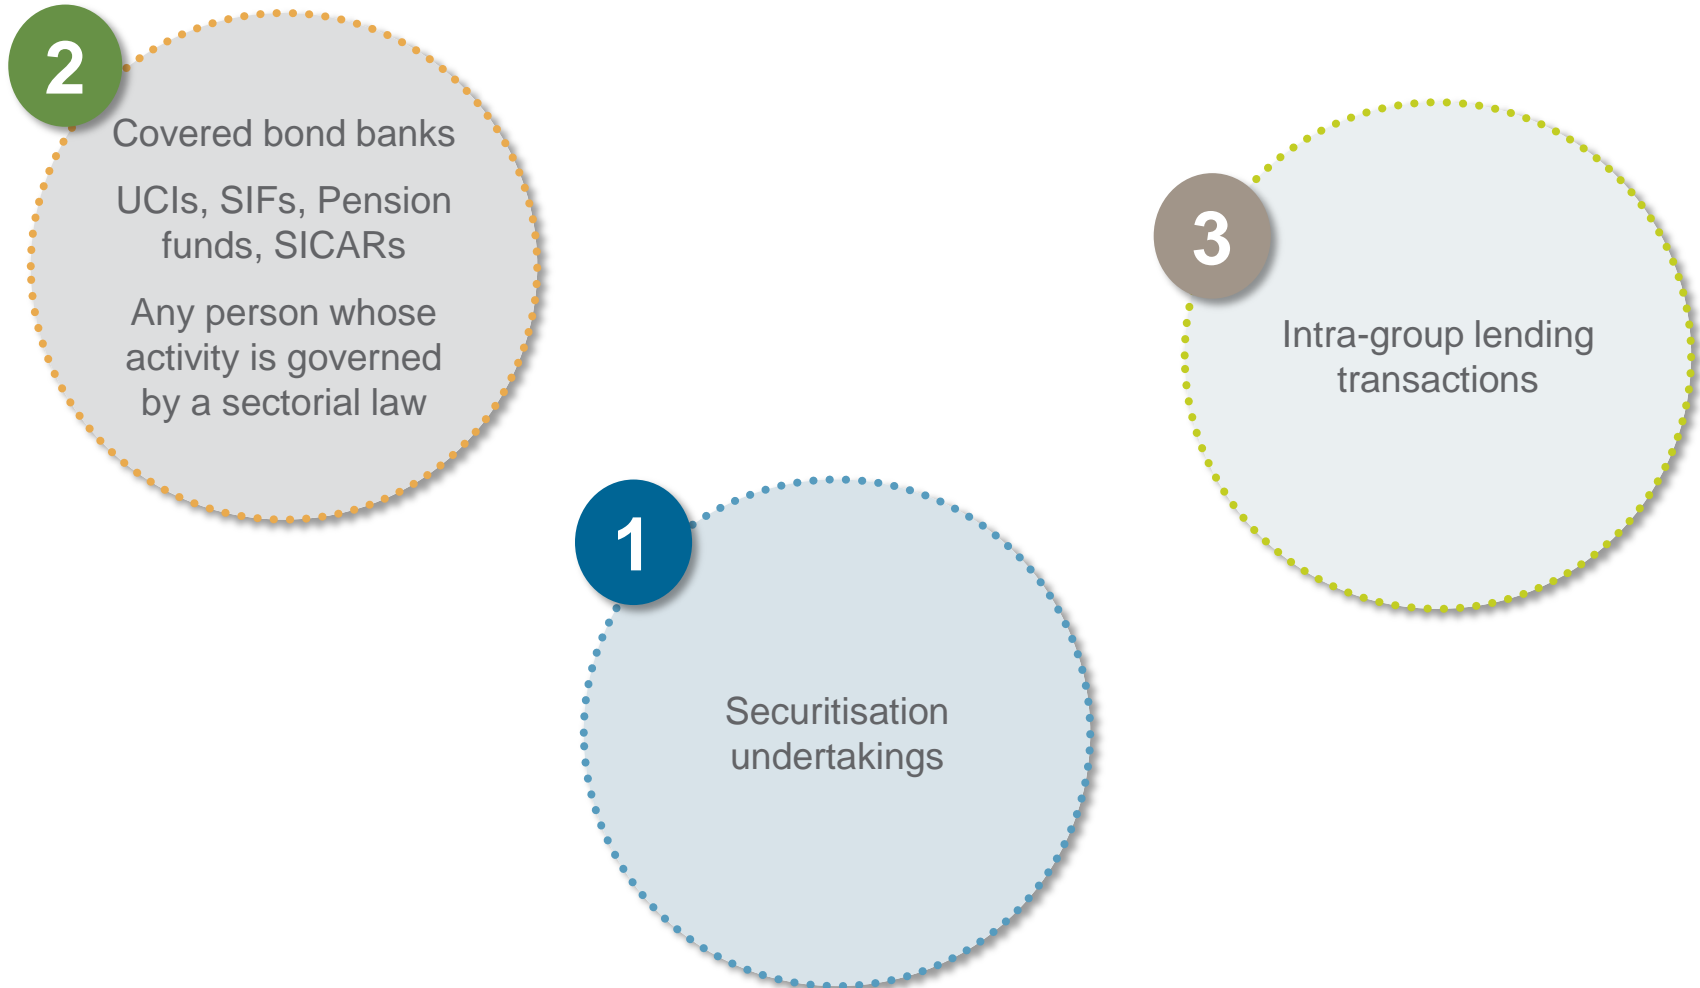 2
Covered bond banks
UCIs, SIFs, Pension
funds, SICARs
Any person whose
activity is governed
by a sectorial law
3
Intra-group lending
transactions
1
Securitisation
undertakings